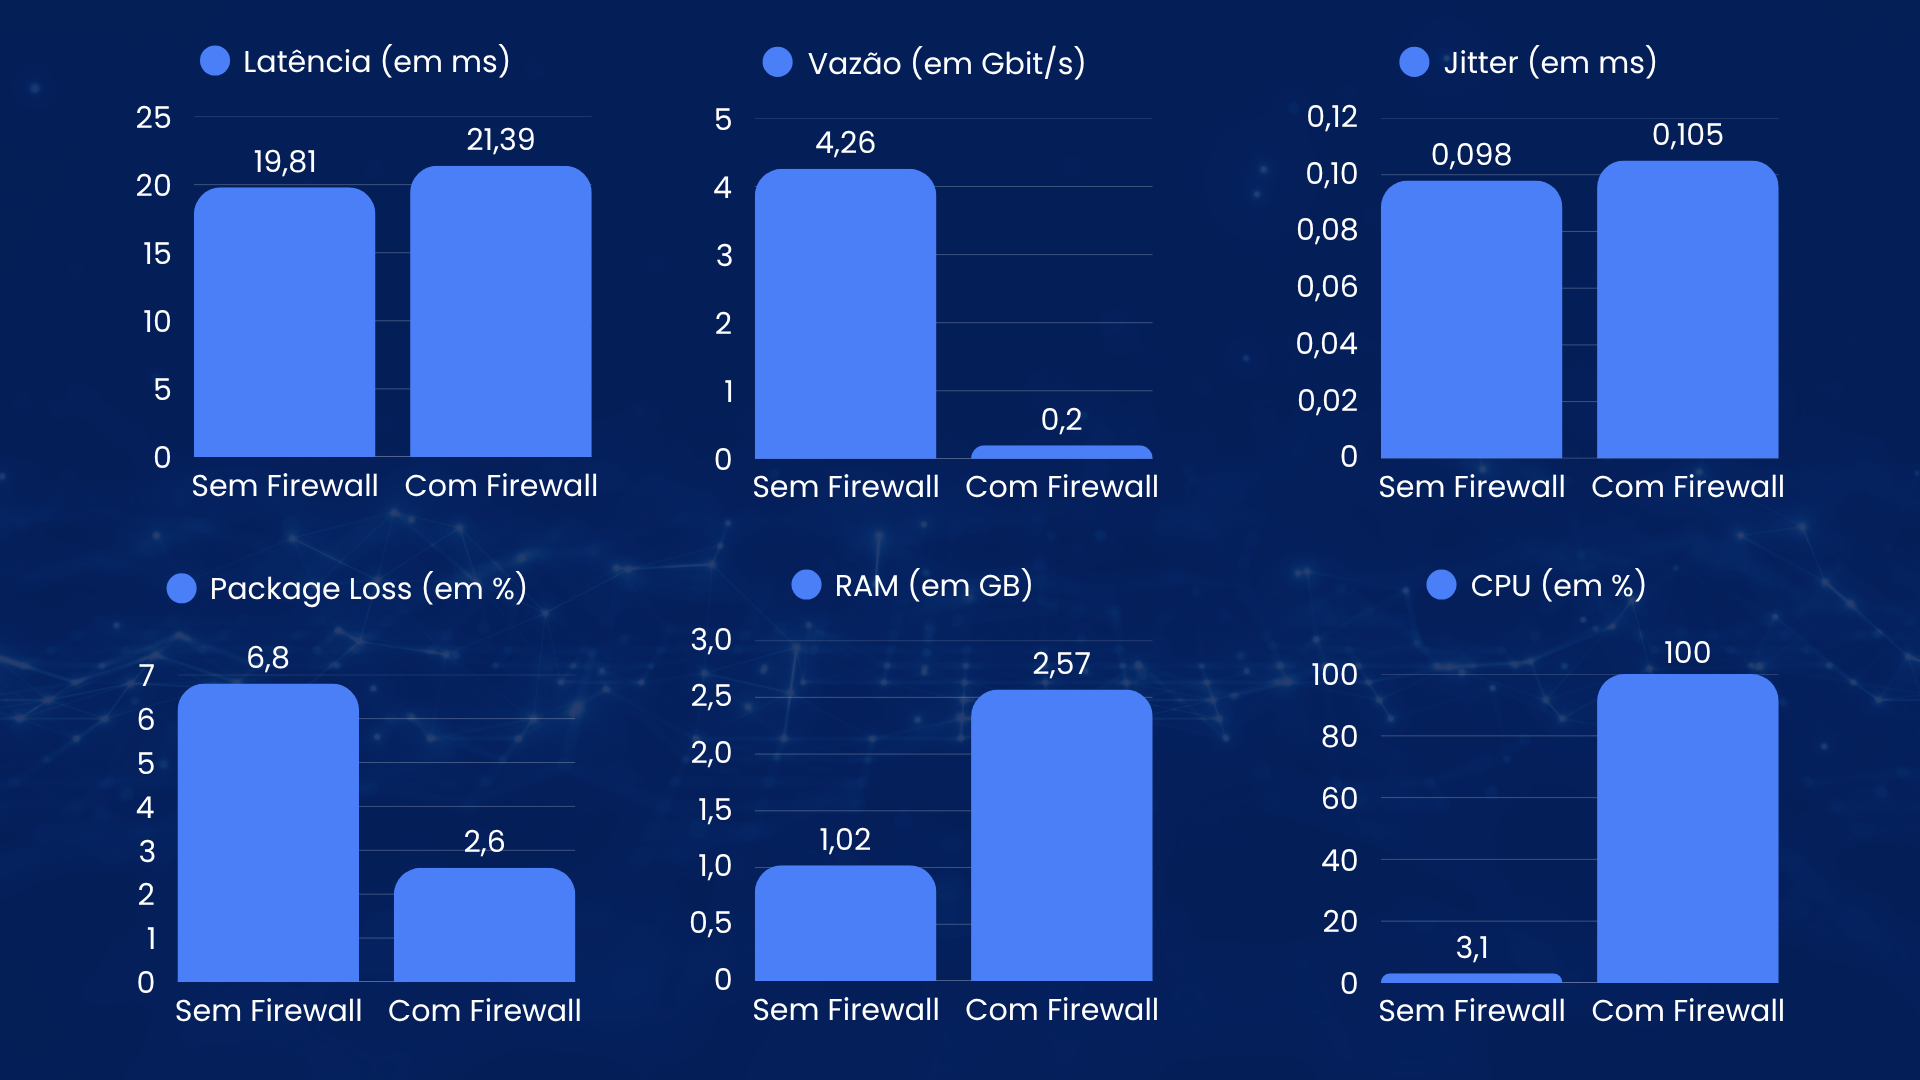 Latência (em ms)
25
20
15
10
5
0
19,81
21,39
Sem Firewall
Com Firewall
Vazão (em Gbit/s)
5
4
3
2
1
0
4,26
0,2
Sem Firewall
Com Firewall
Jitter (em ms)
0,12
0,10
0,08
0,06
0,04
0,02
0
0,098
0,105
Sem Firewall
Com Firewall
Package Loss (em %)
7
6
5
4
3
2
1
0
6,8
2,6
Sem Firewall
Com Firewall
RAM (em GB)
3,0
2,5
2,0
1,5
1,0
0,5
0
1,02
2,57
Sem Firewall
Com Firewall
CPU (em %)
100
80
60
40
20
0
3,1
100
Sem Firewall
Com Firewall